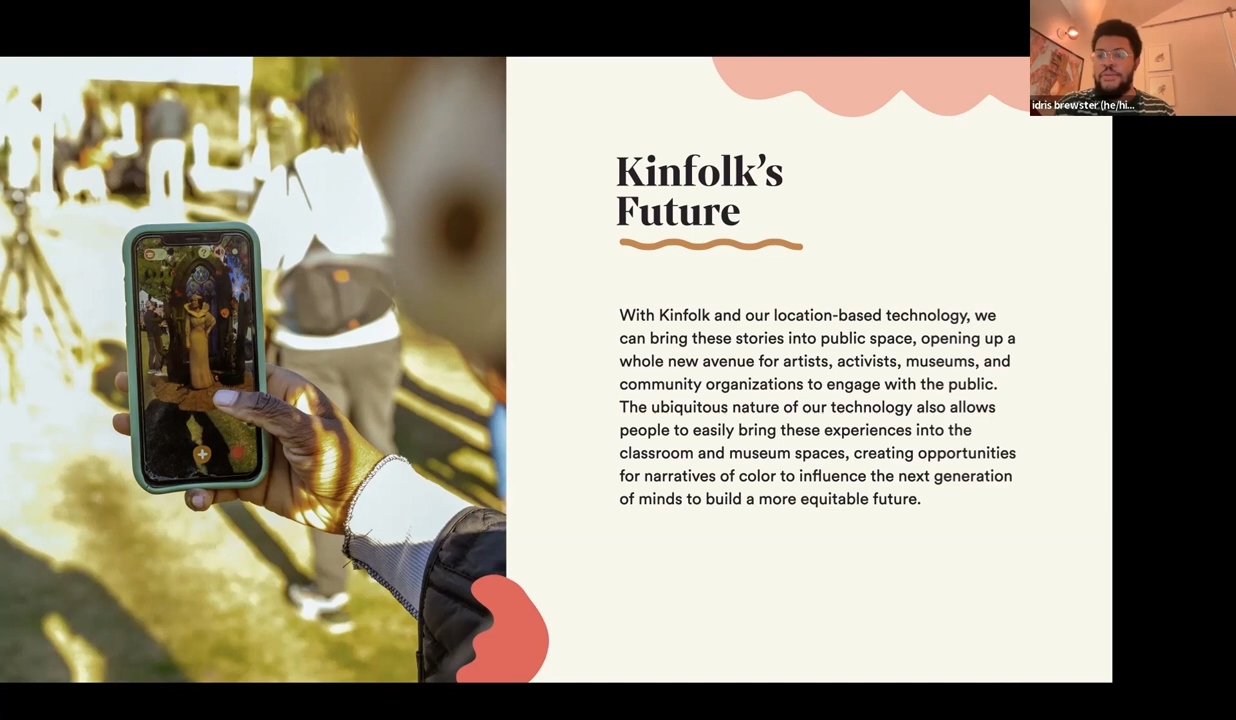 idris brewster (he/hi...
Kinfolk’s
Future
With Kinfolk and our location-based technology, we
can bring these stories into public space, opening up a
whole new avenue for artists, activists, museums, and
community organizations to engage with the public.
The ubiquitous nature of our technology also allows
people to easily bring these experiences into the
classroom and museum spaces, creating opportunities
for narratives of color to influence the next generation
of minds to build a more equitable future.